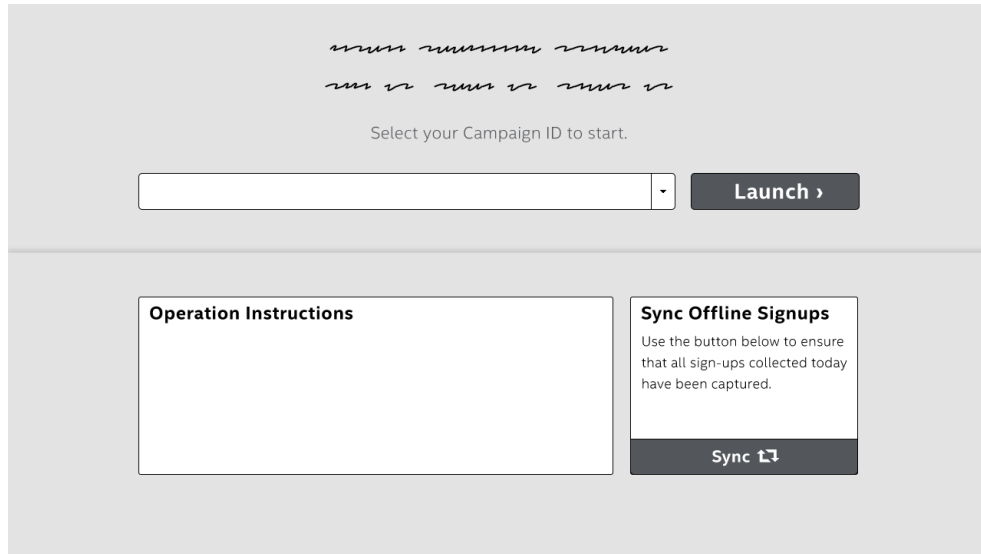 Select your Campaign ID to start.
Launch ›
Operation Instructions
Sync Offline Signups
Use the button below to ensure
that all sign-ups collected today
have been captured.
Sync